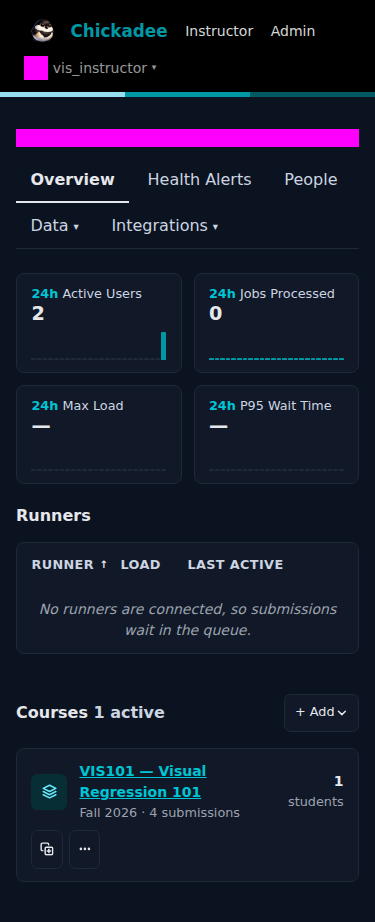 Chickadee Instructor Admin
vis_instructor ▾
Overview Health Alerts People
Data ▾ Integrations ▾
24h Active Users
2
24h Jobs Processed
0
24h Max Load
—
24h P95 Wait Time
—
Runners
RUNNER ↑ LOAD LAST ACTIVE
No runners are connected, so submissions
wait in the queue.
Courses 1 active
+ Add
VIS101 — Visual
Regression 101
Fall 2026 · 4 submissions
1
students